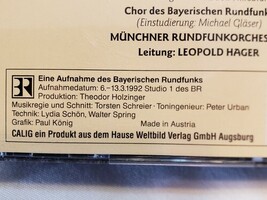 Chor des Bayerischen Rundfunk
(Einstudierung: Michael Gläser)
MÜNCHNER RUNDFUNKORCHES
Leitung: LEOPOLD HAGER
BR
Eine Aufnahme des Bayerischen Rundfunks
Aufnahmedatum: 6.–13.3.1992 Studio 1 des BR
Produktion: Theodor Holzinger
Musikregie und Schnitt: Torsten Schreier · Toningenieur: Peter Urban
Technik: Lydia Schön, Walter Spring
Grafik: Paul König Made in Austria
CALIG ein Produkt aus dem Hause Weltbild Verlag GmbH Augsburg